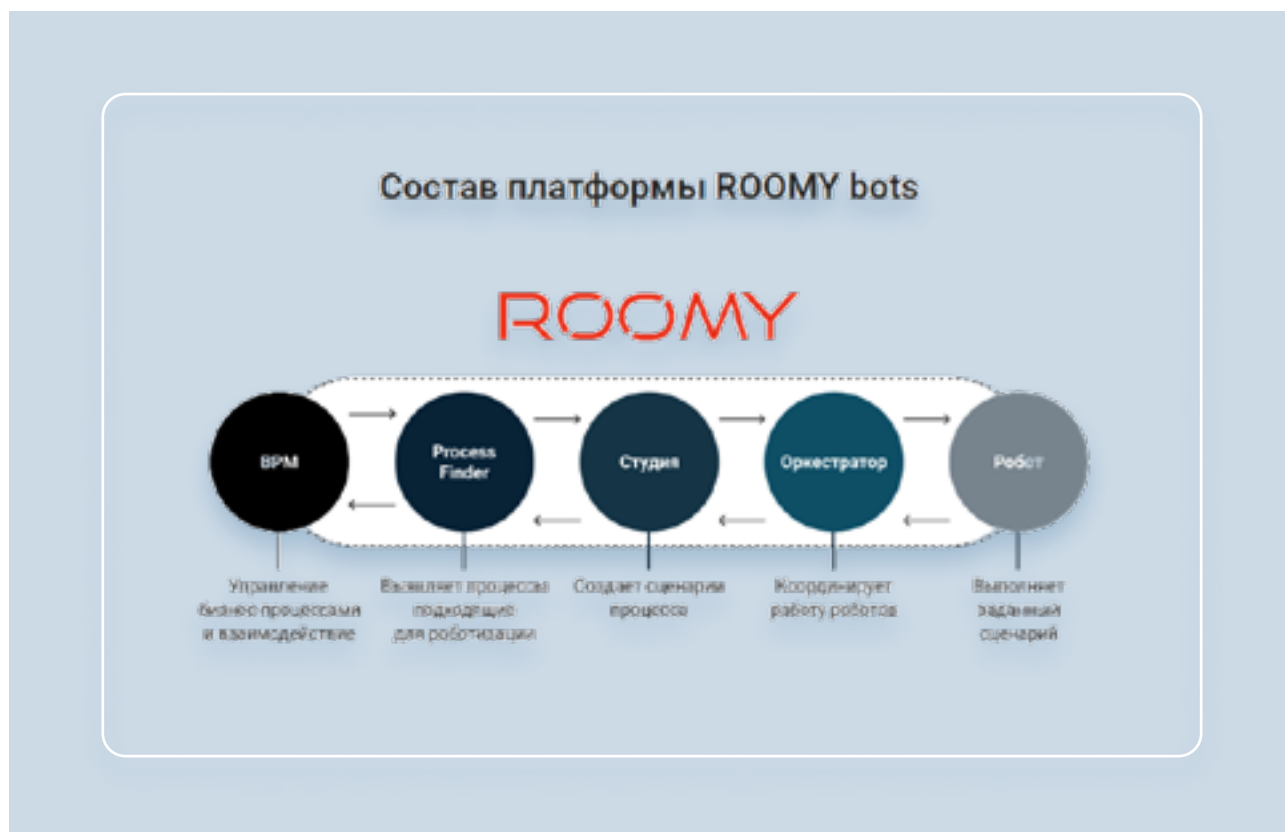 Состав платформы ROOMY bots
ROOMY
BPM
Process
Finder
Студия
Оркестратор
Робот
Управление
бизнес процессами
и взаимодействие
Выявляет процессы
подходящие
для роботизации
Создает сценарии
процесса
Координирует
работу роботов
Выполняет
заданный
сценарий